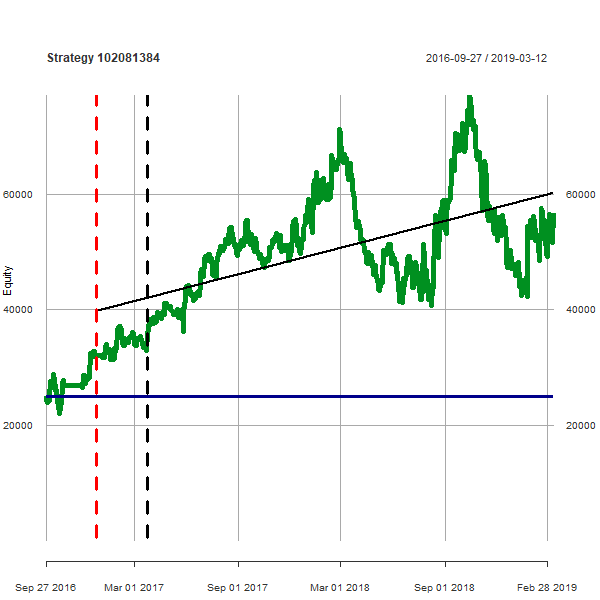 Strategy 102081384
2016-09-27 / 2019-03-12
60000 60000
Equity
40000 40000
20000 20000
Sep 27 2016 Mar 01 2017 Sep 01 2017 Mar 01 2018 Sep 01 2018 Feb 28 2019